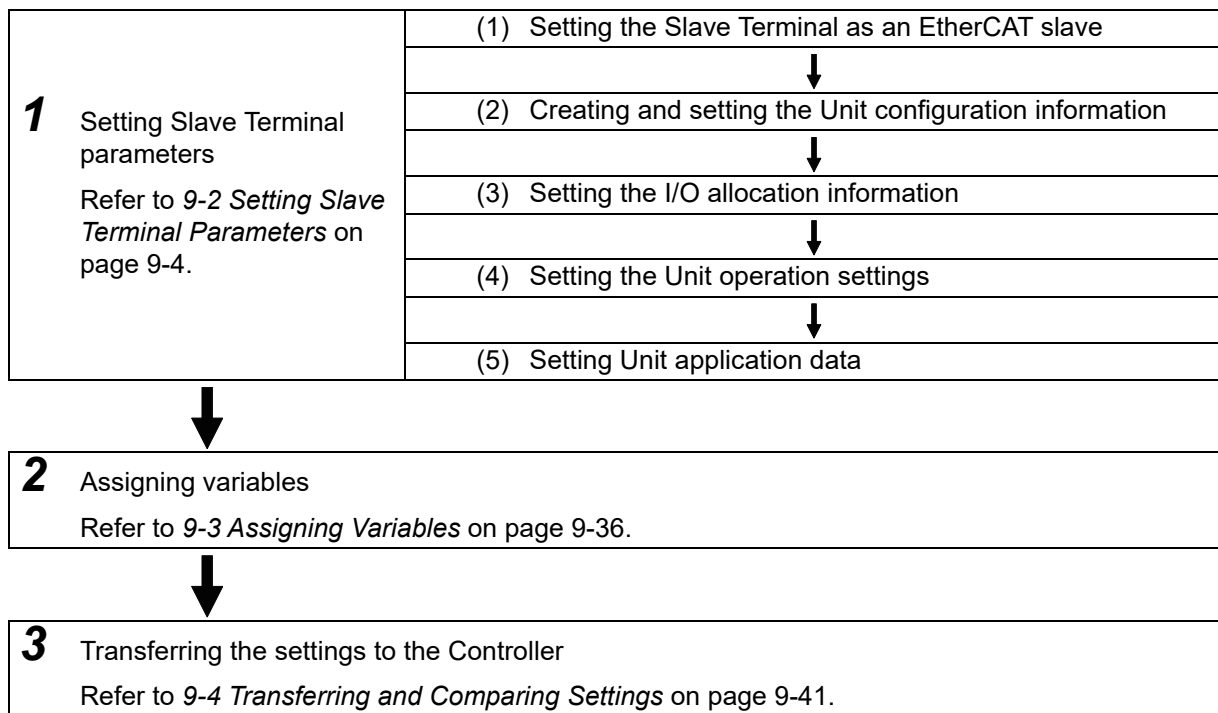 1 Setting Slave Terminal
parameters
Refer to 9-2 Setting Slave
Terminal Parameters on
page 9-4.
(1) Setting the Slave Terminal as an EtherCAT slave
(2) Creating and setting the Unit configuration information
(3) Setting the I/O allocation information
(4) Setting the Unit operation settings
(5) Setting Unit application data
2 Assigning variables
Refer to 9-3 Assigning Variables on page 9-36.
3 Transferring the settings to the Controller
Refer to 9-4 Transferring and Comparing Settings on page 9-41.